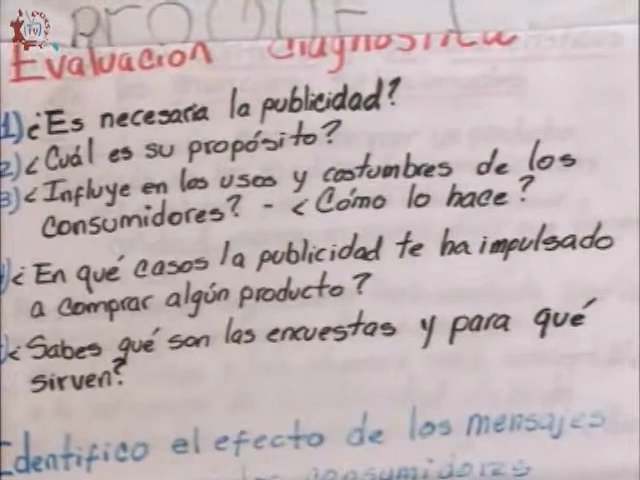 Evaluacion diagnostica
1) ¿Es necesaria la publicidad?
2) ¿Cuál es su propósito?
3) ¿Influye en los usos y costumbres de los
consumidores? - ¿Cómo lo hace?
¿En qué casos la publicidad te ha impulsado
a comprar algún producto?
¿Sabes qué son las encuestas y para qué
sirven?
Identifico el efecto de los mensajes
consumidores